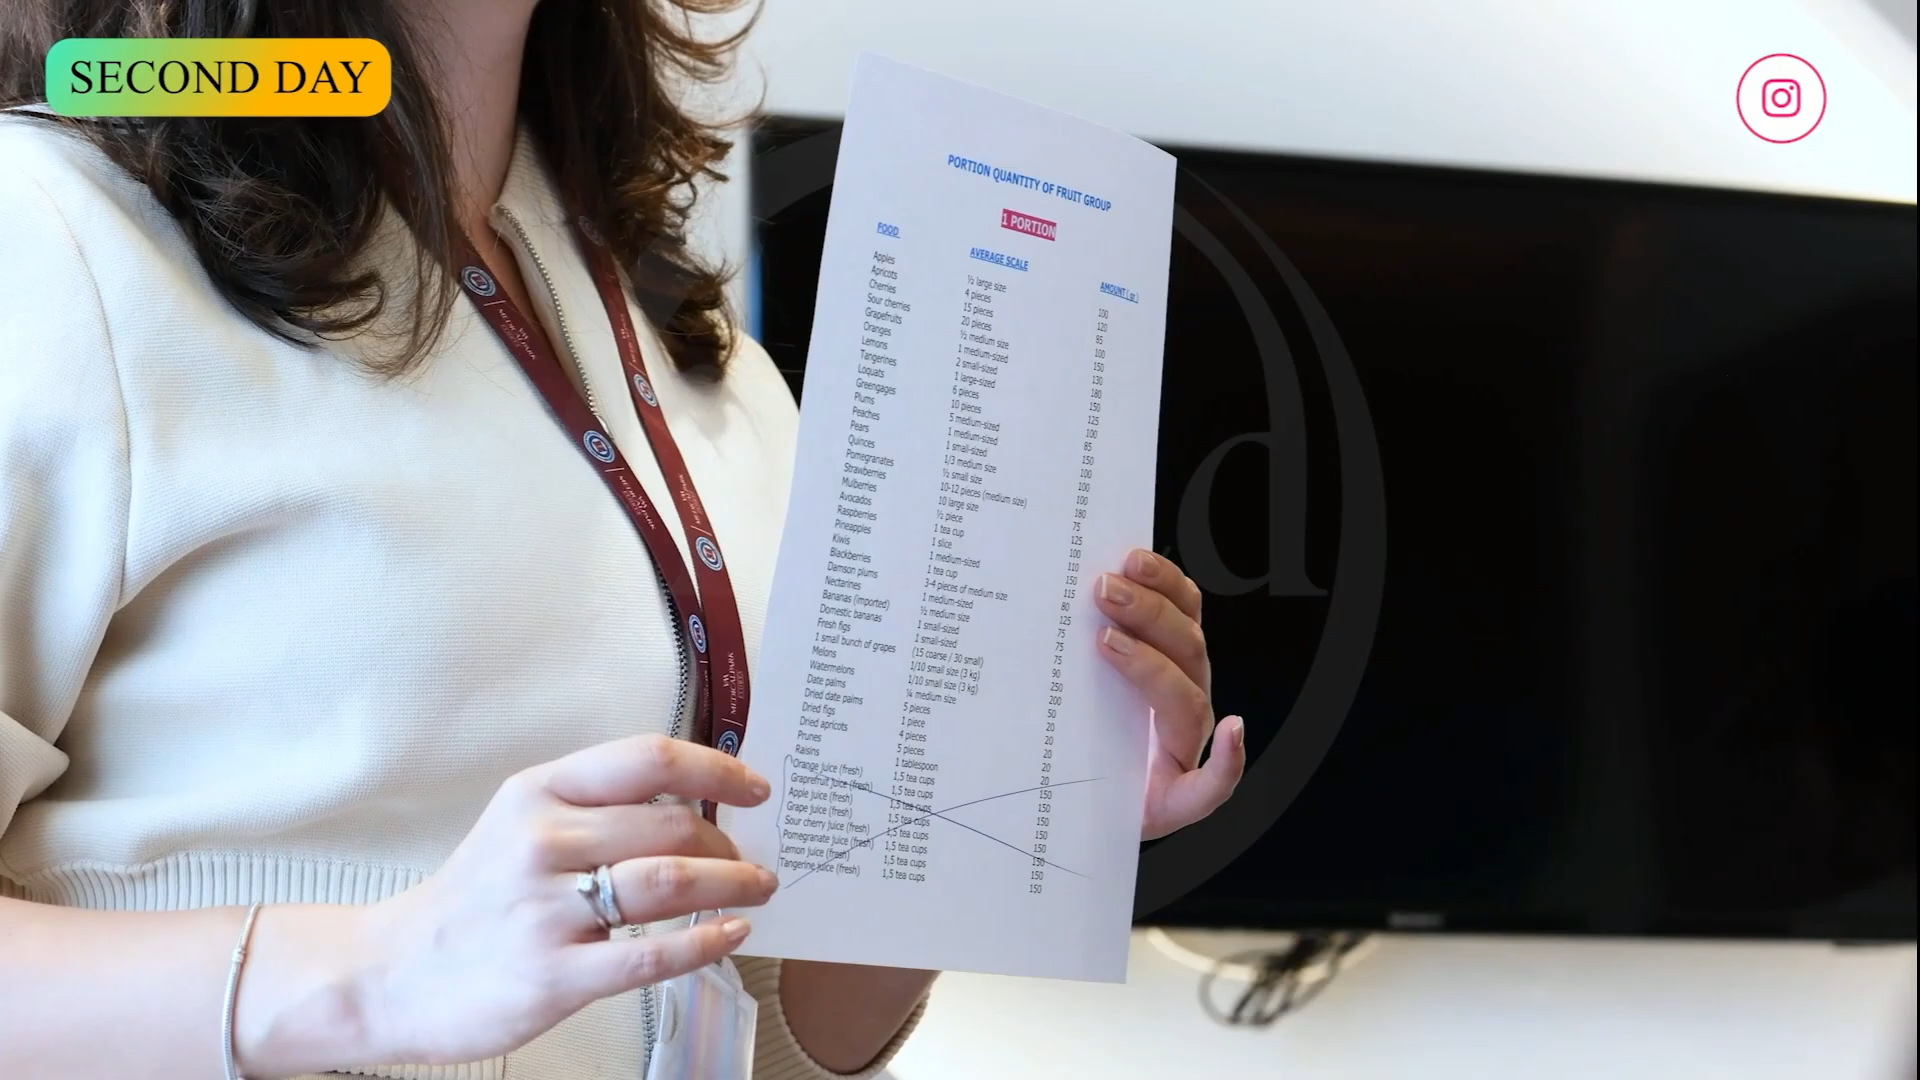 SECOND DAY
PORTION QUANTITY OF FRUIT GROUP
1 PORTION
FOOD AVERAGE SCALE AMOUNT ( gr )
Apples ½ large size 100
Apricots 4 pieces 120
Cherries 15 pieces 85
Sour cherries 20 pieces 100
Grapefruits ½ medium size 150
Oranges 1 medium-sized 130
Lemons 2 small-sized 180
Tangerines 1 large-sized 150
Loquats 6 pieces 125
Greengages 10 pieces 100
Plums 5 medium-sized 85
Peaches 1 medium-sized 150
Pears 1 small-sized 100
Quinces 1/3 medium size 100
Pomegranates ½ small size 100
Strawberries 10-12 pieces (medium size) 180
Mulberries 10 large size 75
Avocados ½ piece 125
Raspberries 1 tea cup 100
Pineapples 1 slice 110
Kiwis 1 medium-sized 150
Blackberries 1 tea cup 115
Damson plums 3-4 pieces of medium size 80
Nectarines 1 medium-sized 125
Bananas (imported) ½ medium size 75
Domestic bananas 1 small-sized 75
Fresh figs 1 small-sized 75
1 small bunch of grapes (15 coarse / 30 small) 90
Melons 1/10 small size (3 kg) 250
Watermelons 1/10 small size (3 kg) 200
Date palms ¼ medium size 50
Dried date palms 5 pieces 20
Dried figs 1 piece 20
Dried apricots 4 pieces 20
Prunes 5 pieces 20
Raisins 1 tablespoon 20
Orange juice (fresh) 1,5 tea cups 150
Grapefruit juice (fresh) 1,5 tea cups 150
Apple juice (fresh) 1,5 tea cups 150
Grape juice (fresh) 1,5 tea cups 150
Sour cherry juice (fresh) 1,5 tea cups 150
Pomegranate juice (fresh) 1,5 tea cups 150
Lemon juice (fresh) 1,5 tea cups 150
Tangerine juice (fresh) 1,5 tea cups 150
VM MEDICALPARK
VM MEDICALPARK
VM MEDICALPARK
d